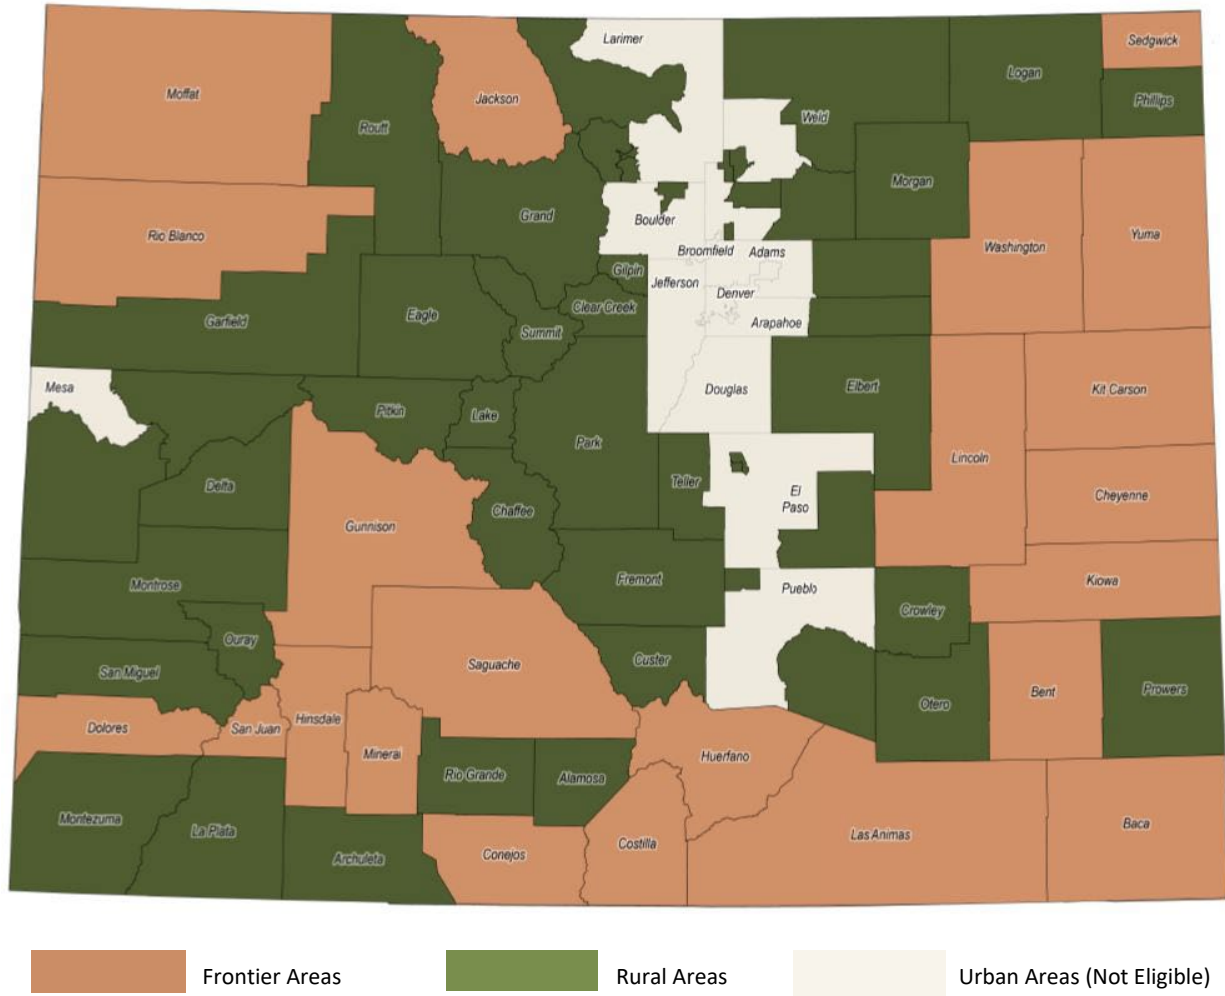 Larimer
Sedgwick
Logan
Moffat
Jackson
Phillips
Weld
Routt
Morgan
Grand
Boulder
Rio Blanco
Yuma
Washington
Broomfield
Adams
Gilpin
Jefferson
Denver
Clear Creek
Garfield
Eagle
Arapahoe
Summit
Mesa
Douglas
Elbert
Kit Carson
Pitkin
Lake
Park
Lincoln
Teller
Delta
El
Paso
Cheyenne
Chaffee
Gunnison
Fremont
Kiowa
Montrose
Pueblo
Crowley
Ouray
Custer
Saguache
San Miguel
Bent
Prowers
Otero
Hinsdale
Dolores
San Juan
Mineral
Huerfano
Rio Grande
Alamosa
Montezuma
La Plata
Baca
Las Animas
Costilla
Conejos
Archuleta
Frontier Areas
Rural Areas
Urban Areas (Not Eligible)